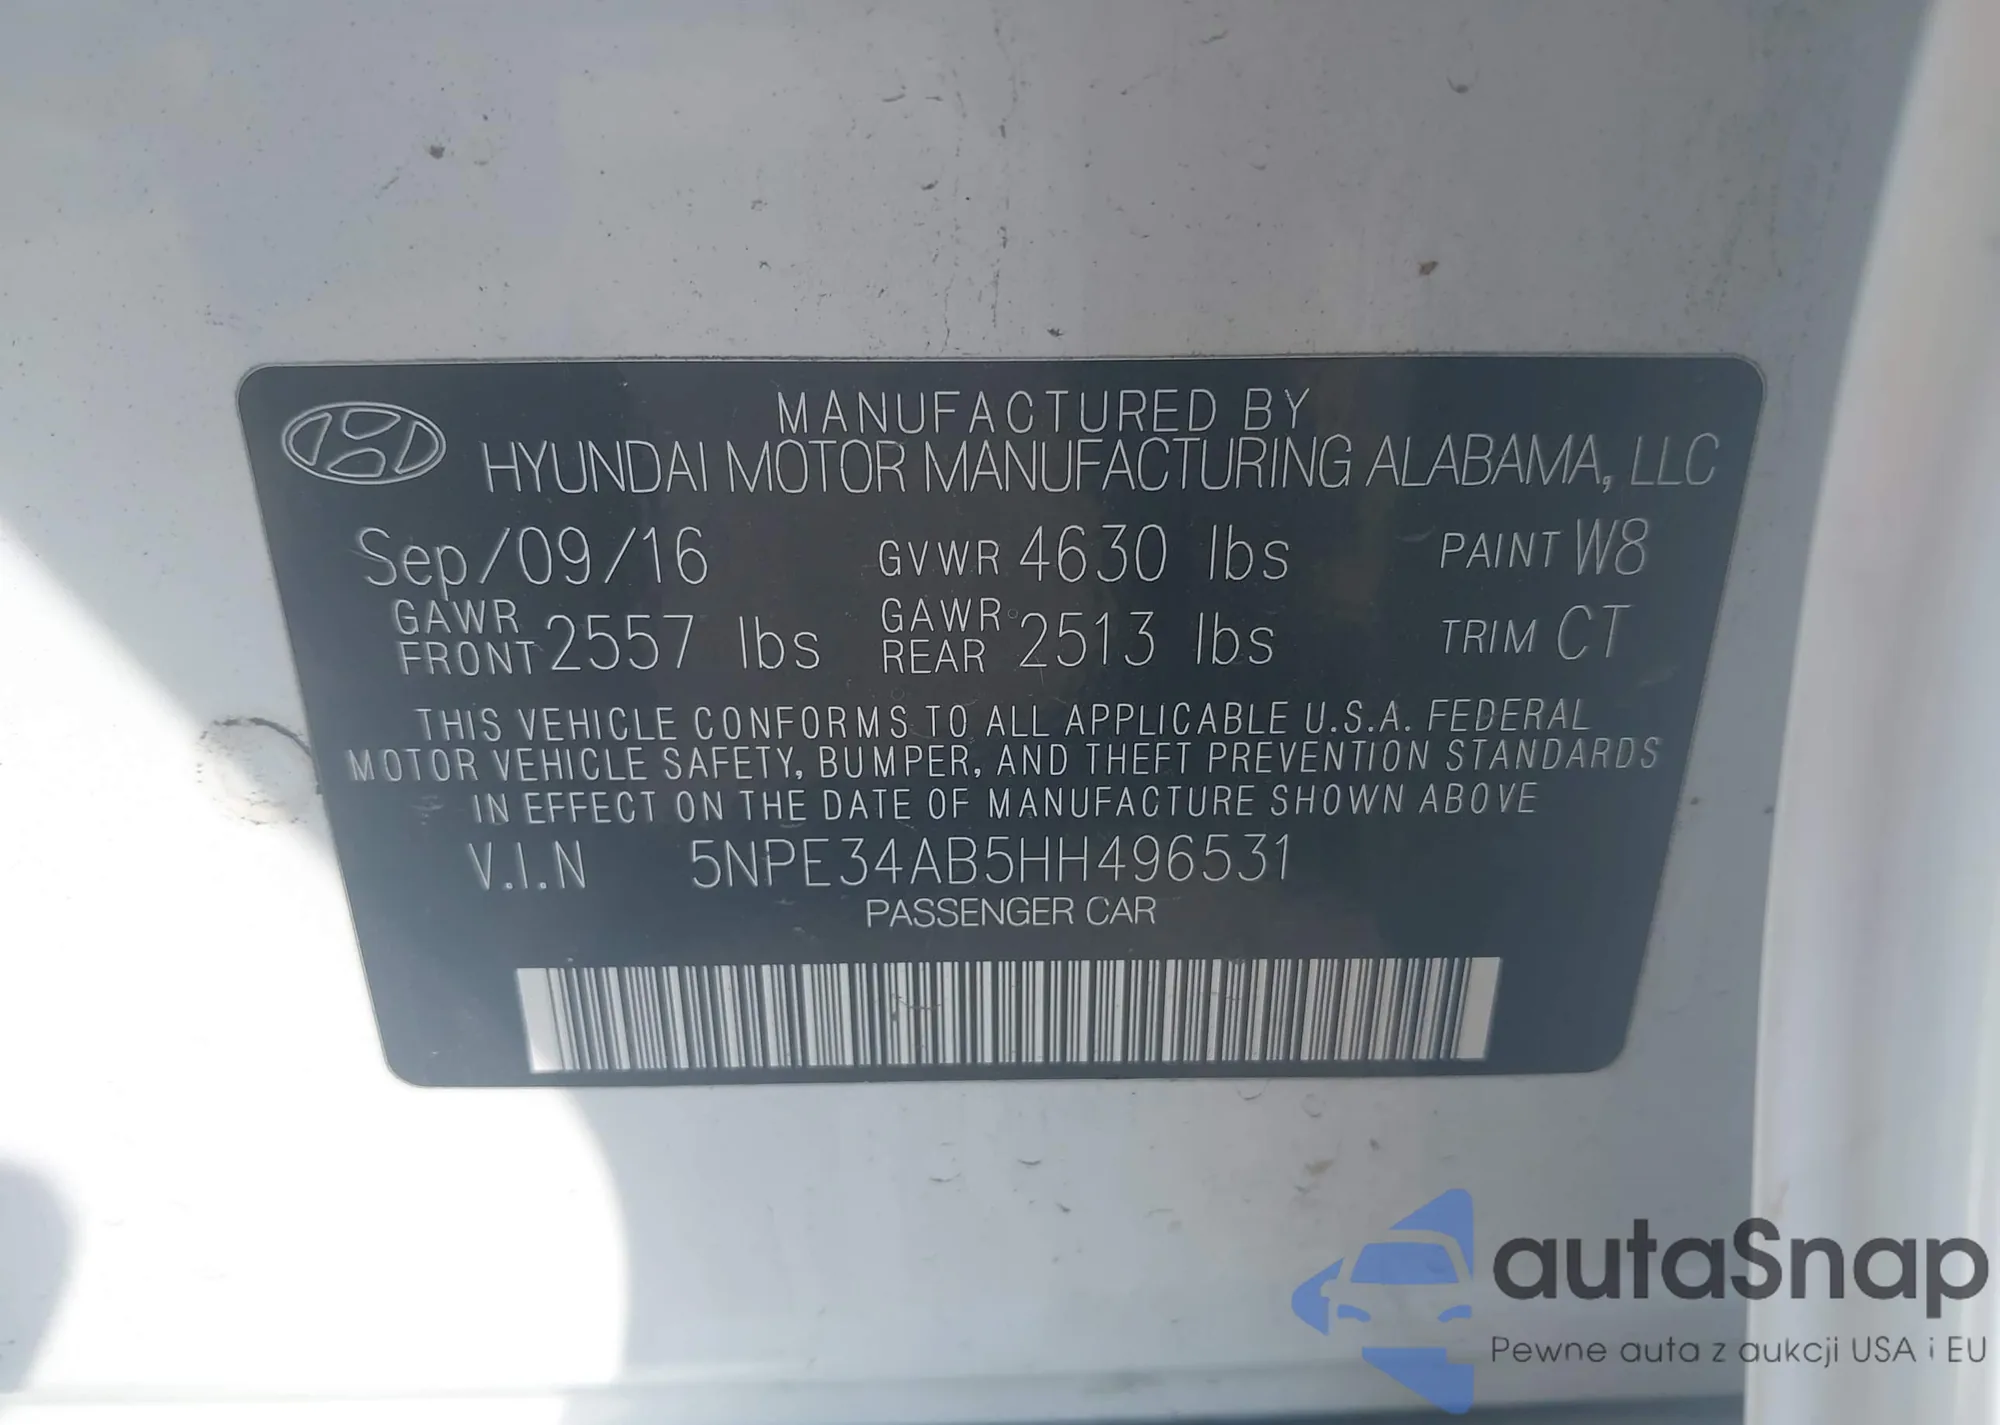 MANUFACTURED BY
HYUNDAI MOTOR MANUFACTURING ALABAMA, LLC
Sep/09/16 GVWR 4630 lbs PAINT W8
GAWR FRONT 2557 lbs GAWR REAR 2513 lbs TRIM CT
THIS VEHICLE CONFORMS TO ALL APPLICABLE U.S.A. FEDERAL
MOTOR VEHICLE SAFETY, BUMPER, AND THEFT PREVENTION STANDARDS
IN EFFECT ON THE DATE OF MANUFACTURE SHOWN ABOVE
V.I.N 5NPE34AB5HH496531
PASSENGER CAR
autaSnap
Pewne auta z aukcji USA i EU